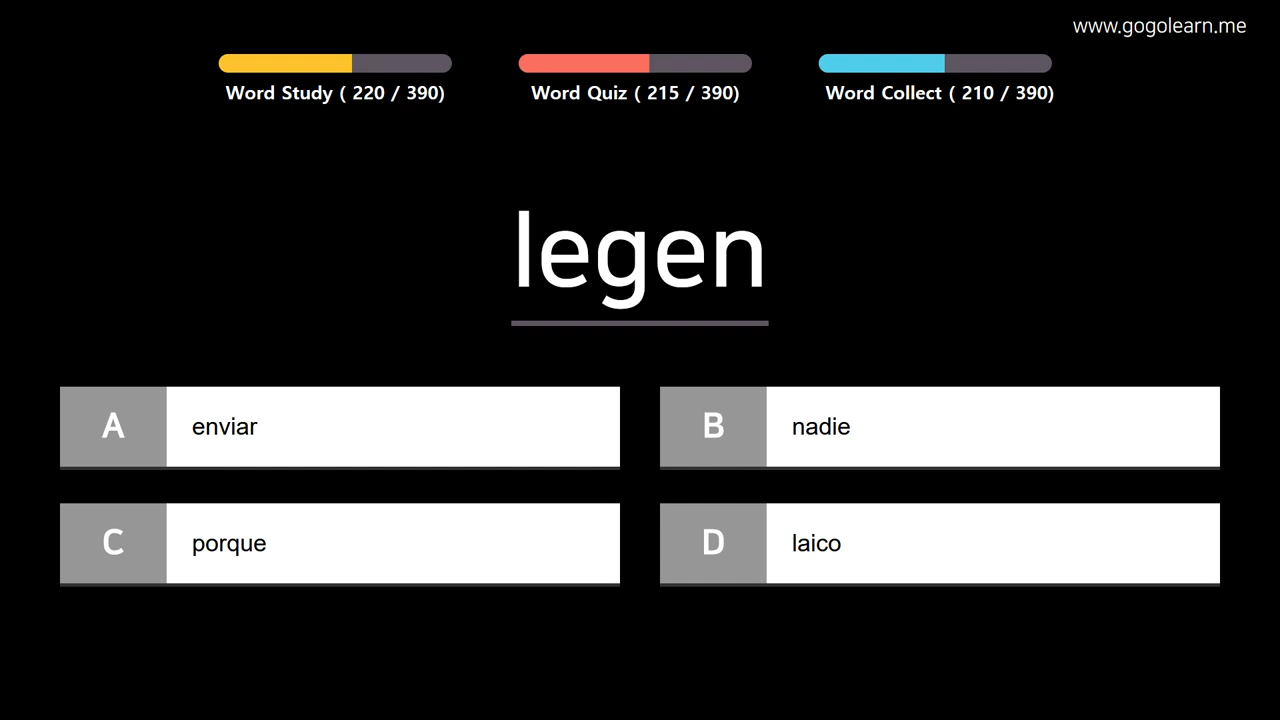 www.gogolearn.me
Word Study ( 220 / 390)
Word Quiz ( 215 / 390)
Word Collect ( 210 / 390)
legen
A enviar
B nadie
C porque
D laico